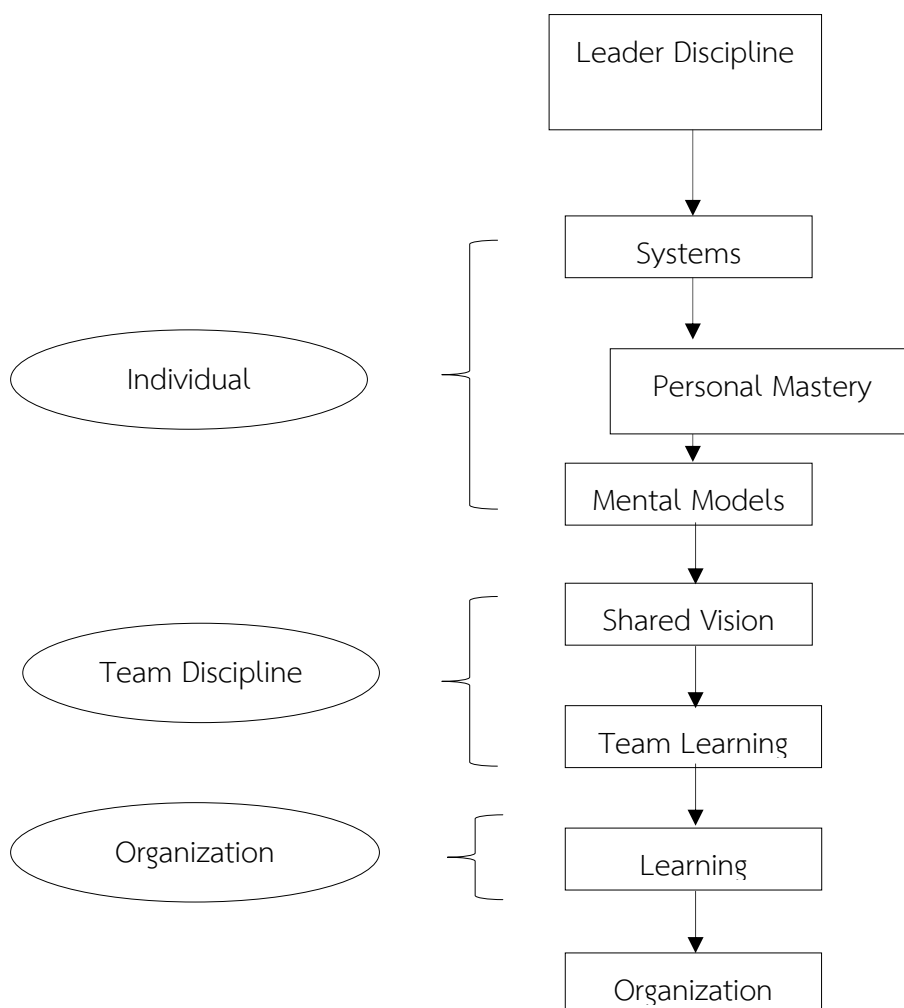 Leader Discipline
Systems
Individual
Personal Mastery
Mental Models
Shared Vision
Team Discipline
Team Learning
Organization
Learning
Organization